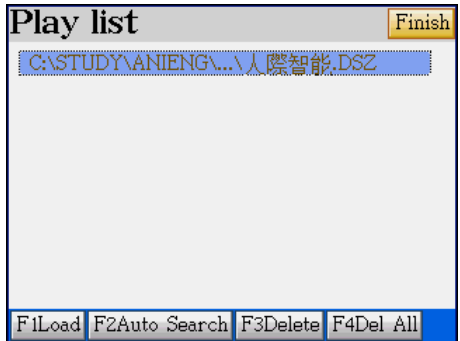 Play list
Finish
C:\STUDY\ANIENG\...\人際智能.DSZ
F1Load F2Auto Search F3Delete F4Del All